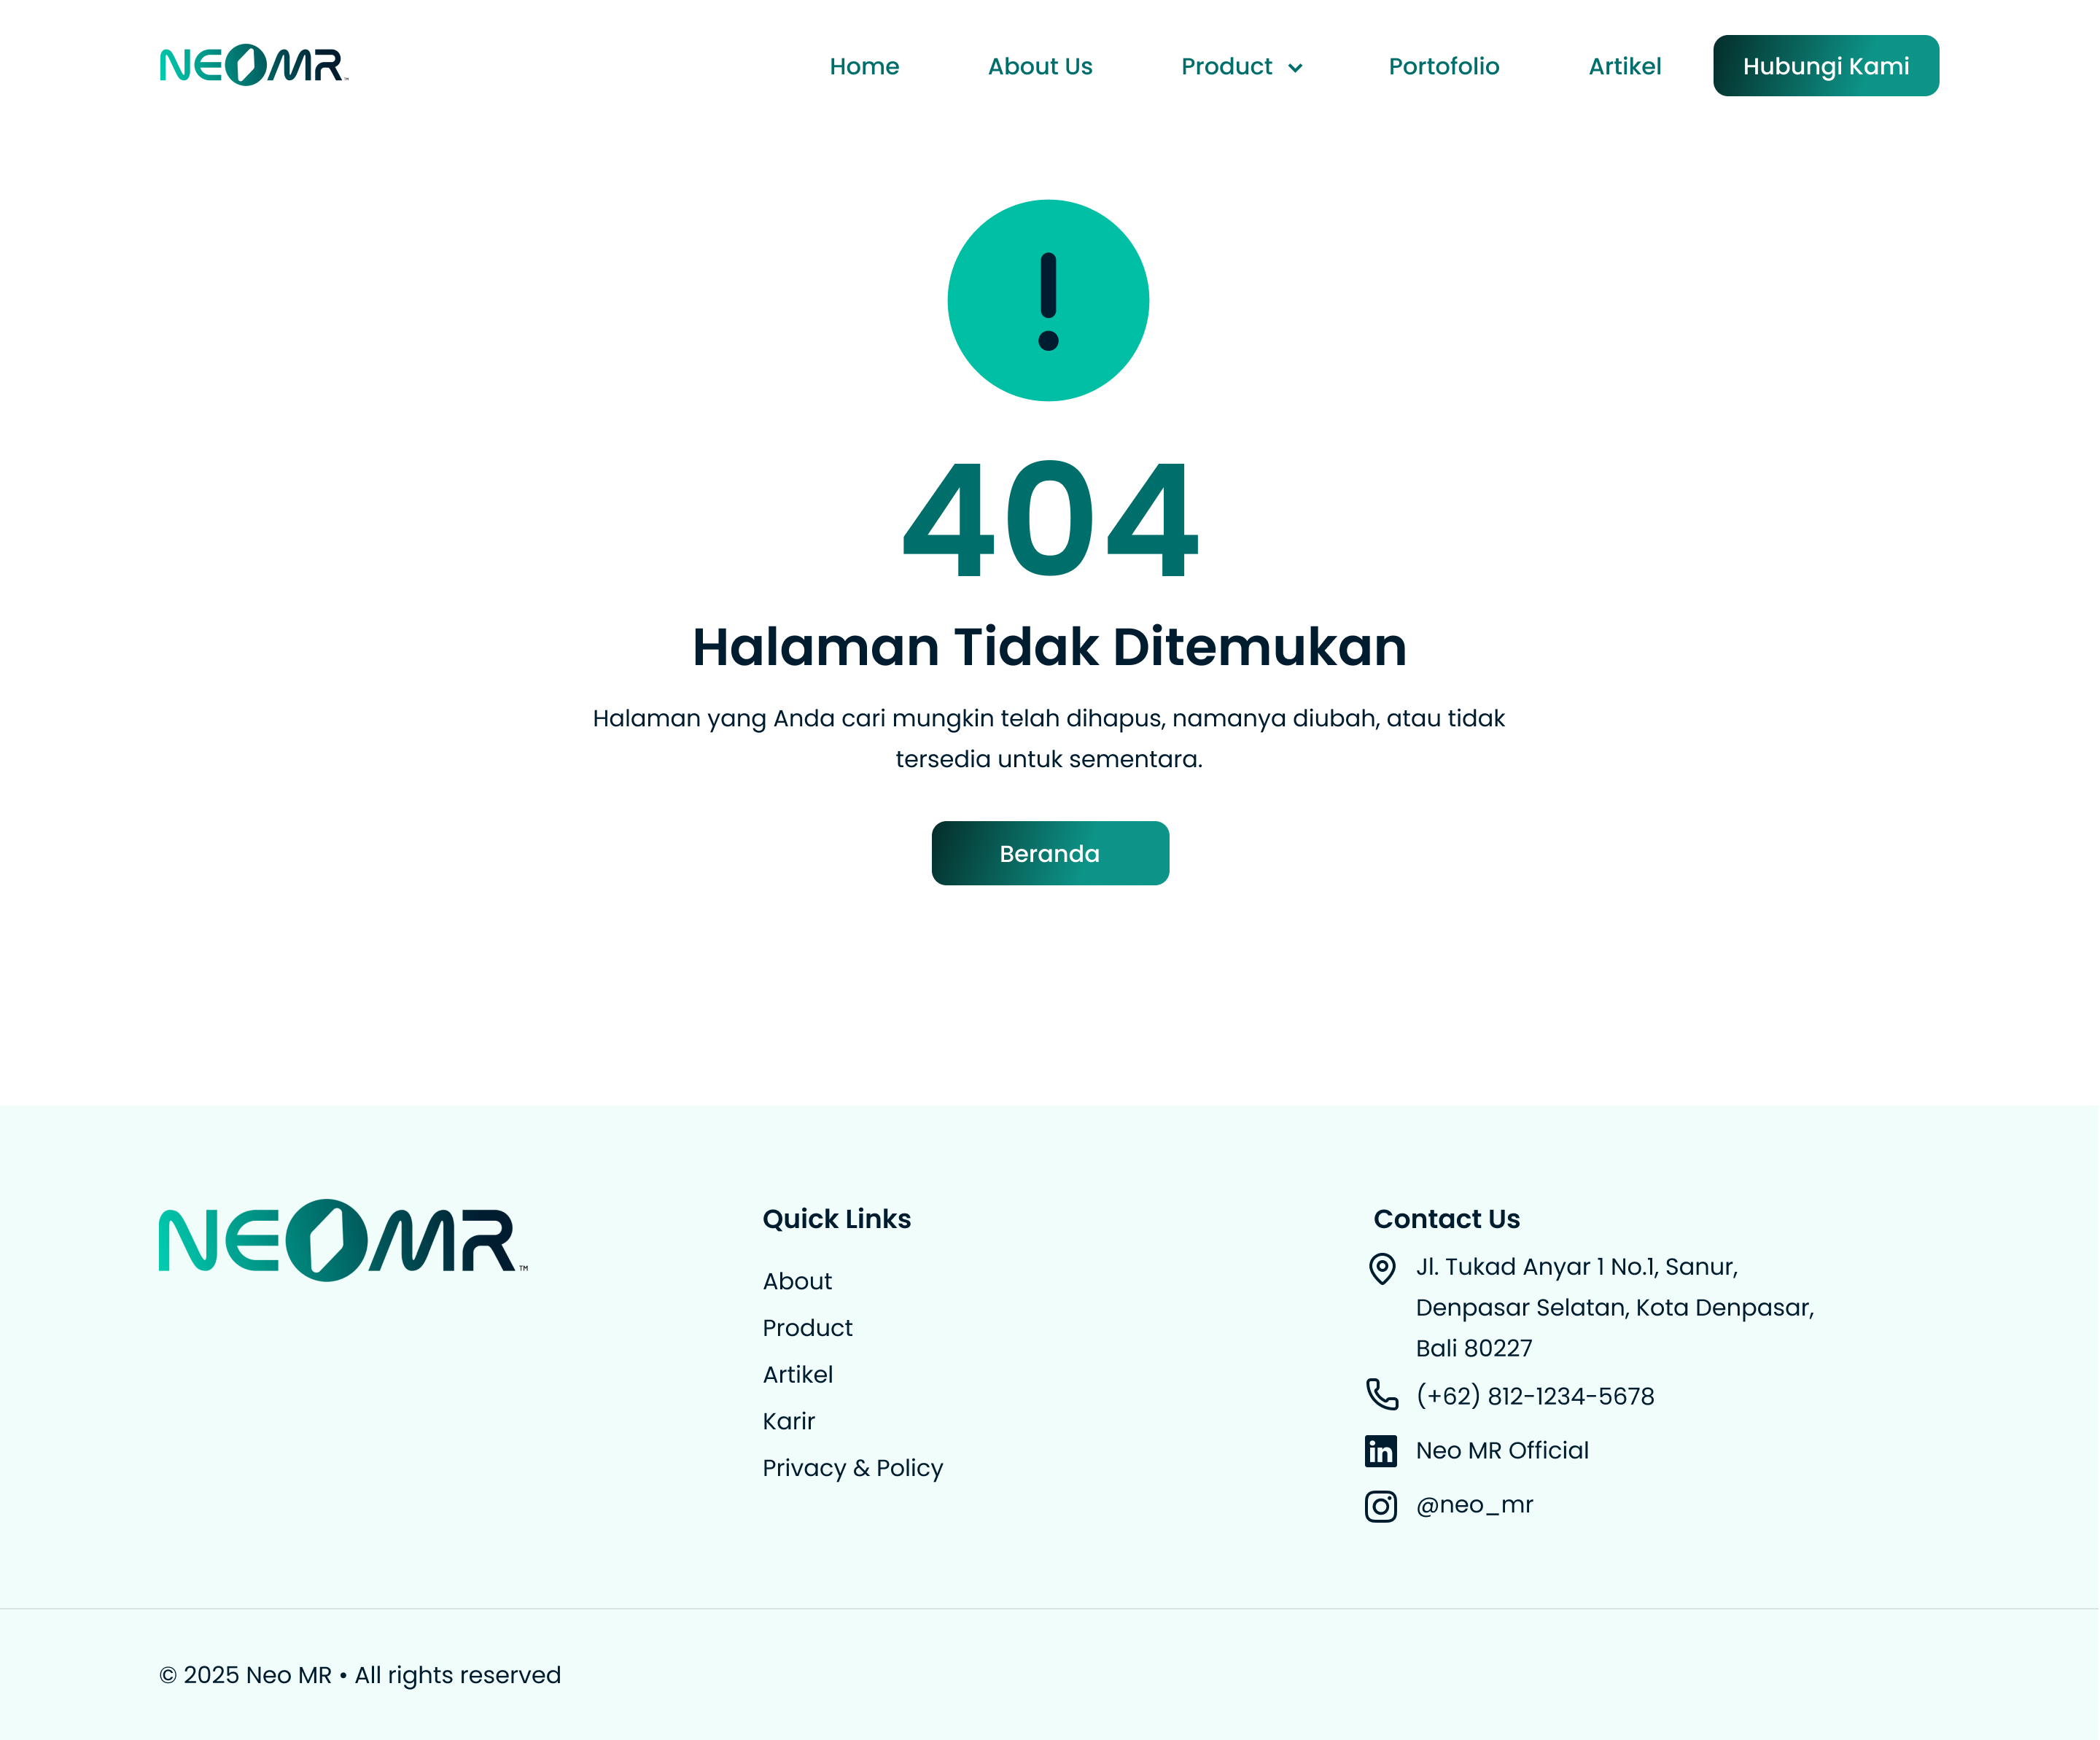 NEOMR™
Home
About Us
Product
Portofolio
Artikel
Hubungi Kami
404
Halaman Tidak Ditemukan
Halaman yang Anda cari mungkin telah dihapus, namanya diubah, atau tidak
tersedia untuk sementara.
Beranda
NEOMR™
Quick Links
About
Product
Artikel
Karir
Privacy & Policy
Contact Us
Jl. Tukad Anyar 1 No.1, Sanur,
Denpasar Selatan, Kota Denpasar,
Bali 80227
(+62) 812-1234-5678
Neo MR Official
@neo_mr
© 2025 Neo MR • All rights reserved